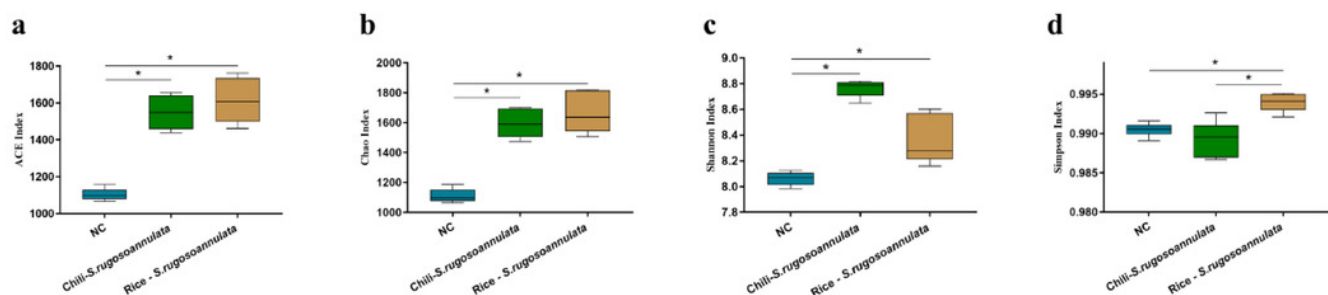 a
ACE Index
1800
1600
1400
1200
1000
*
*
NC
Chili-S.rugosoannulata
Rice - S.rugosoannulata
b
Chao Index
2000
1800
1600
1400
1200
1000
*
*
NC
Chili-S.rugosoannulata
Rice - S.rugosoannulata
c
Shannon Index
9.0
8.8
8.6
8.4
8.2
8.0
7.8
*
*
NC
Chili-S.rugosoannulata
Rice - S.rugosoannulata
d
Simpson Index
0.995
0.990
0.985
0.980
*
*
NC
Chili-S.rugosoannulata
Rice - S.rugosoannulata